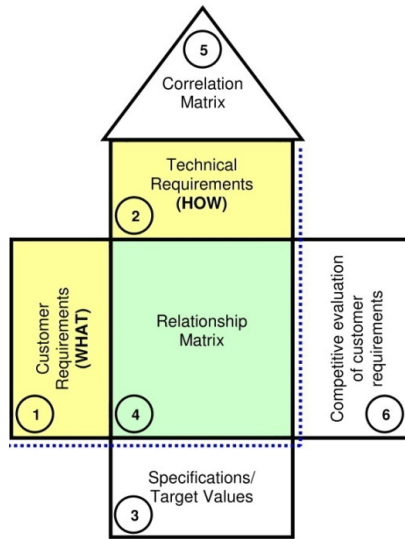 5
Correlation
Matrix
Technical
Requirements
(HOW)
2
Customer
Requirements
(WHAT)
1
Relationship
Matrix
4
Competitive evaluation
of customer
requirements
6
Specifications/
Target Values
3